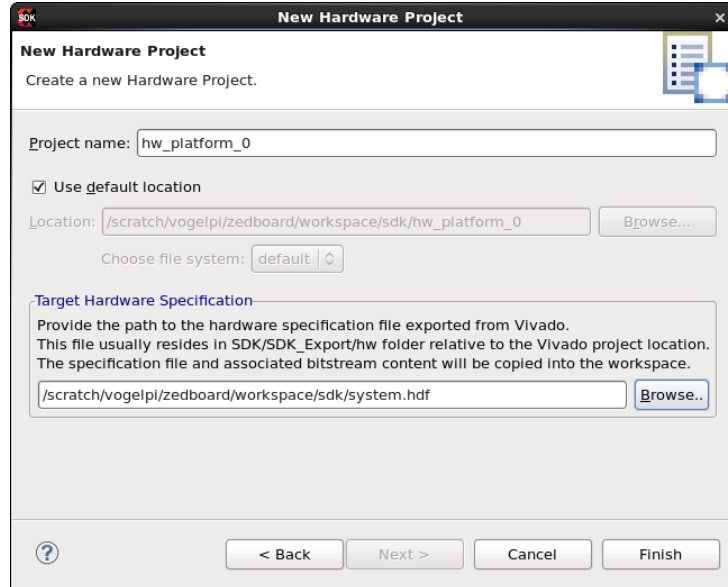 SDK
New Hardware Project
New Hardware Project
Create a new Hardware Project.
Project name: hw_platform_0
Use default location
Location: /scratch/vogelpi/zedboard/workspace/sdk/hw_platform_0 Browse...
Choose file system: default
Target Hardware Specification
Provide the path to the hardware specification file exported from Vivado.
This file usually resides in SDK/SDK_Export/hw folder relative to the Vivado project location.
The specification file and associated bitstream content will be copied into the workspace.
/scratch/vogelpi/zedboard/workspace/sdk/system.hdf Browse..
? < Back Next > Cancel Finish